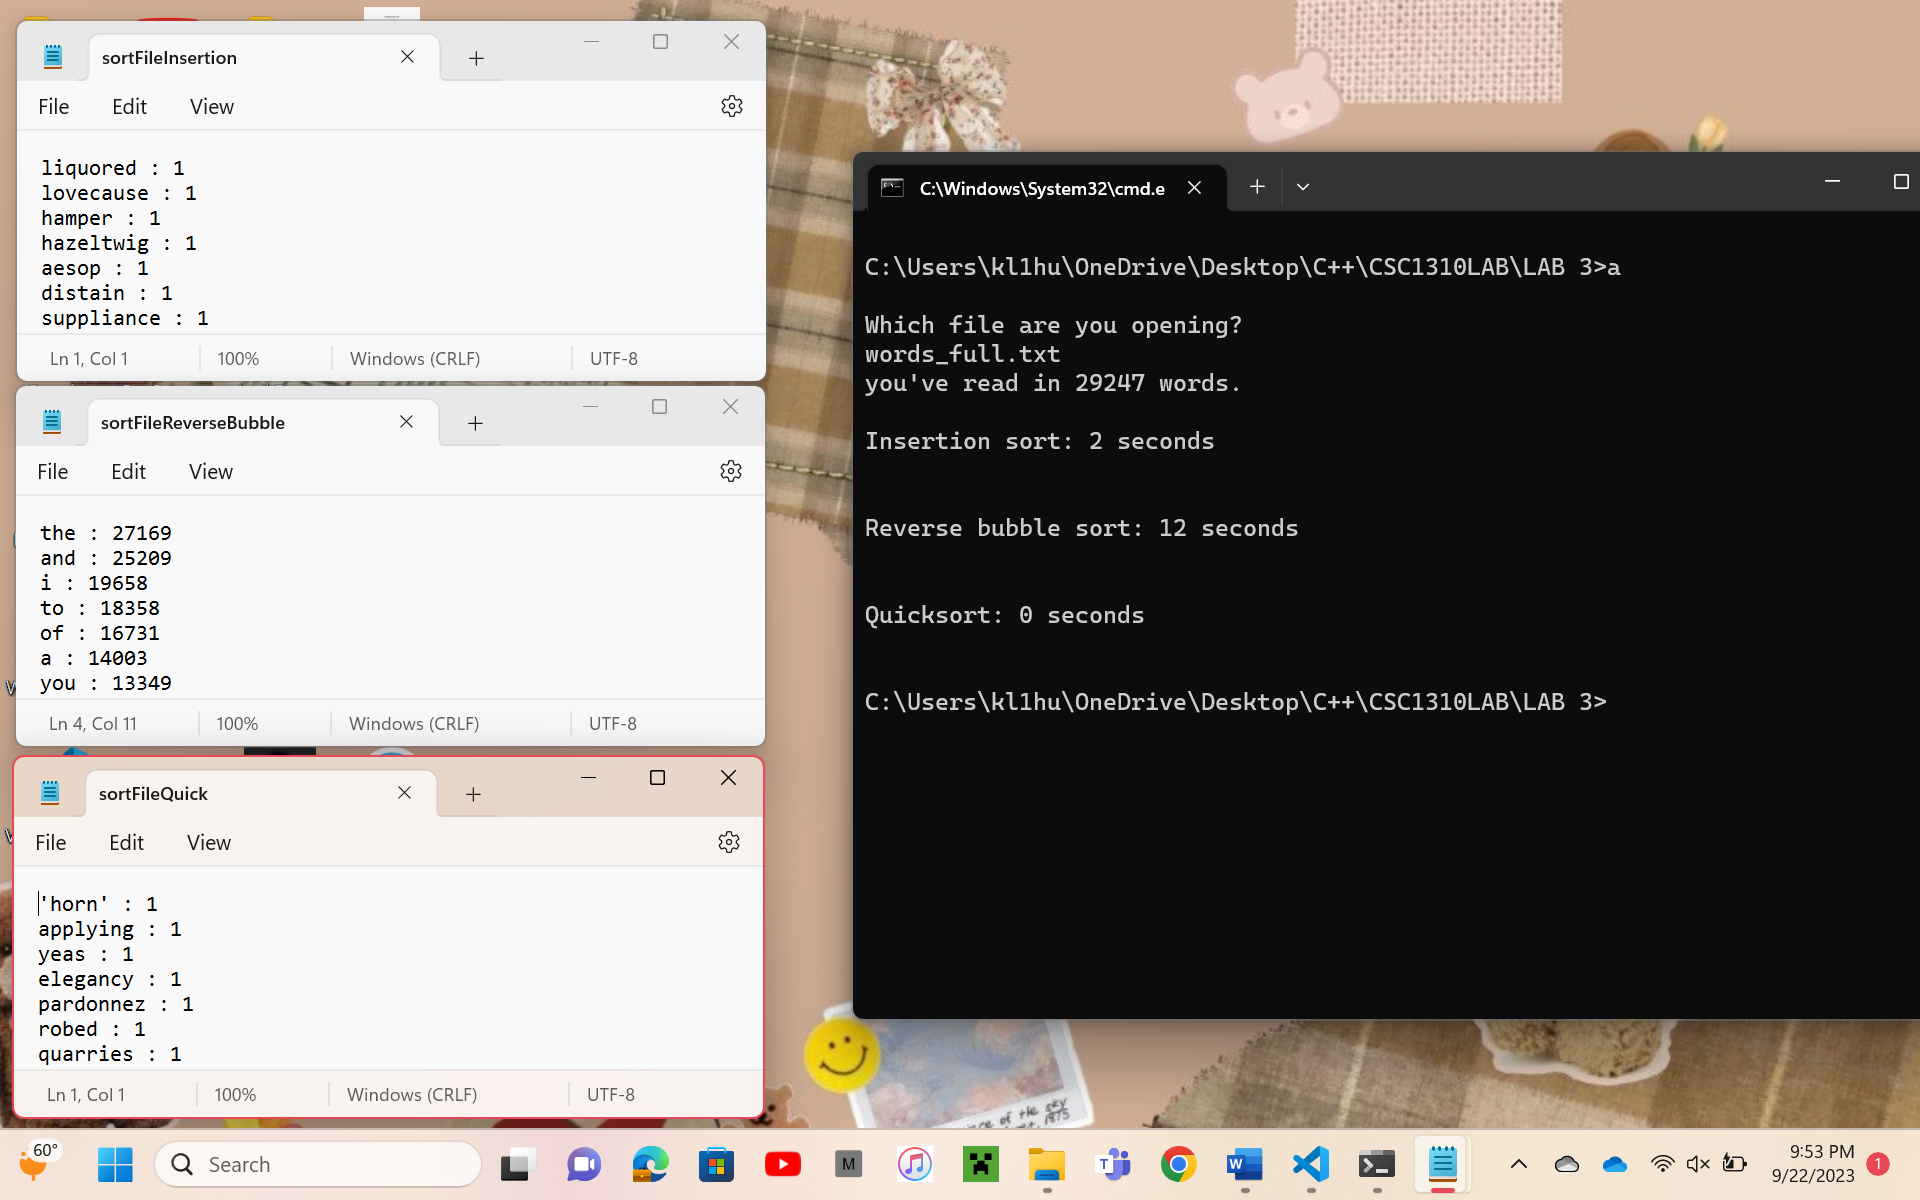 sortFileInsertion
File Edit View
liquored : 1
lovecause : 1
hamper : 1
hazeltwig : 1
aesop : 1
distain : 1
suppliance : 1
Ln 1, Col 1 100% Windows (CRLF) UTF-8
sortFileReverseBubble
File Edit View
the : 27169
and : 25209
i : 19658
to : 18358
of : 16731
a : 14003
you : 13349
Ln 4, Col 11 100% Windows (CRLF) UTF-8
sortFileQuick
File Edit View
'horn' : 1
applying : 1
yeas : 1
elegancy : 1
pardonnez : 1
robed : 1
quarries : 1
Ln 1, Col 1 100% Windows (CRLF) UTF-8
C:\Windows\System32\cmd.e
C:\Users\kl1hu\OneDrive\Desktop\C++\CSC1310LAB\LAB 3>a
Which file are you opening?
words_full.txt
you've read in 29247 words.
Insertion sort: 2 seconds
Reverse bubble sort: 12 seconds
Quicksort: 0 seconds
C:\Users\kl1hu\OneDrive\Desktop\C++\CSC1310LAB\LAB 3>
of the sky
1875
60°
Search
M
T
W
9:53 PM
9/22/2023
1